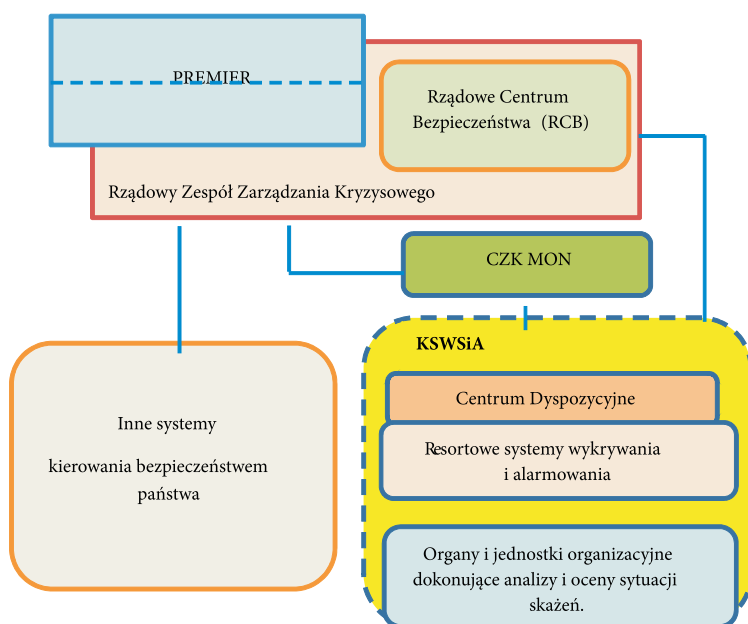 PREMIER
Rządowe Centrum
Bezpieczeństwa (RCB)
Rządowy Zespół Zarządzania Kryzysowego
CZK MON
KSWSiA
Centrum Dyspozycyjne
Resortowe systemy wykrywania
i alarmowania
Organy i jednostki organizacyjne
dokonujące analizy i oceny sytuacji
skażeń.
Inne systemy
kierowania bezpieczeństwem
państwa